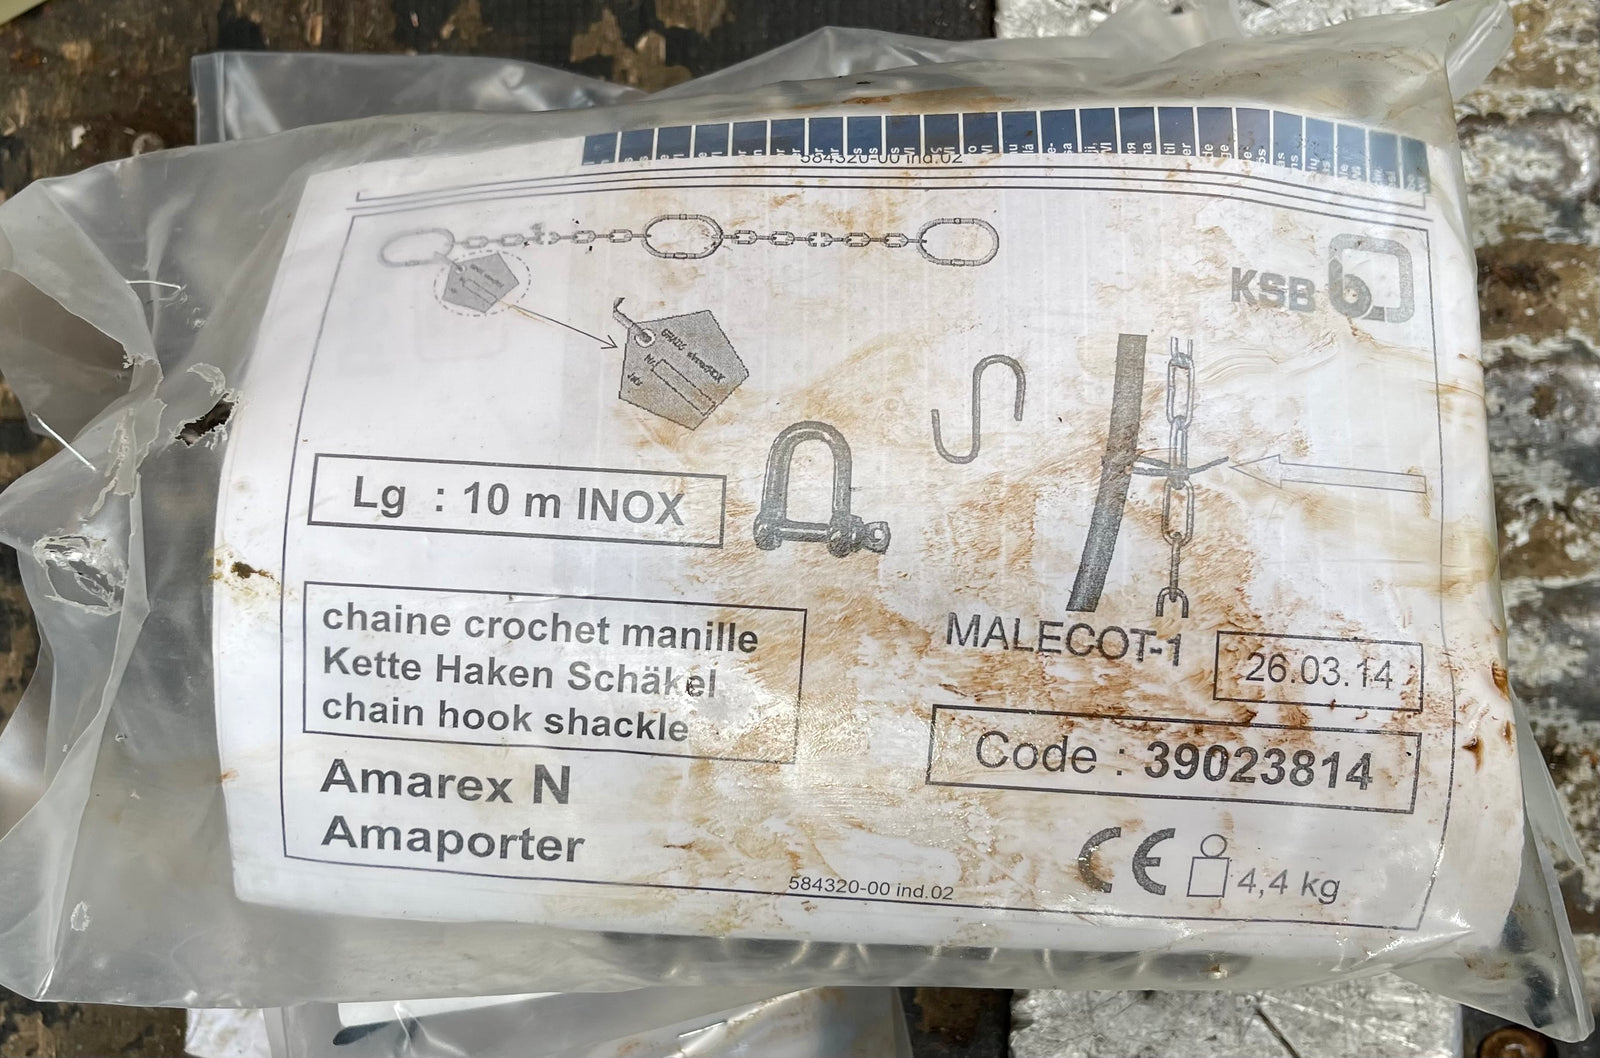 584320-00 ind.02
KSB
Lg : 10 m INOX
chaine crochet manille
Kette Haken Schäkel
chain hook shackle
MALECOT-1
26.03.14
Code : 39023814
Amarex N
Amaporter
CE
4,4 kg
584320-00 ind.02